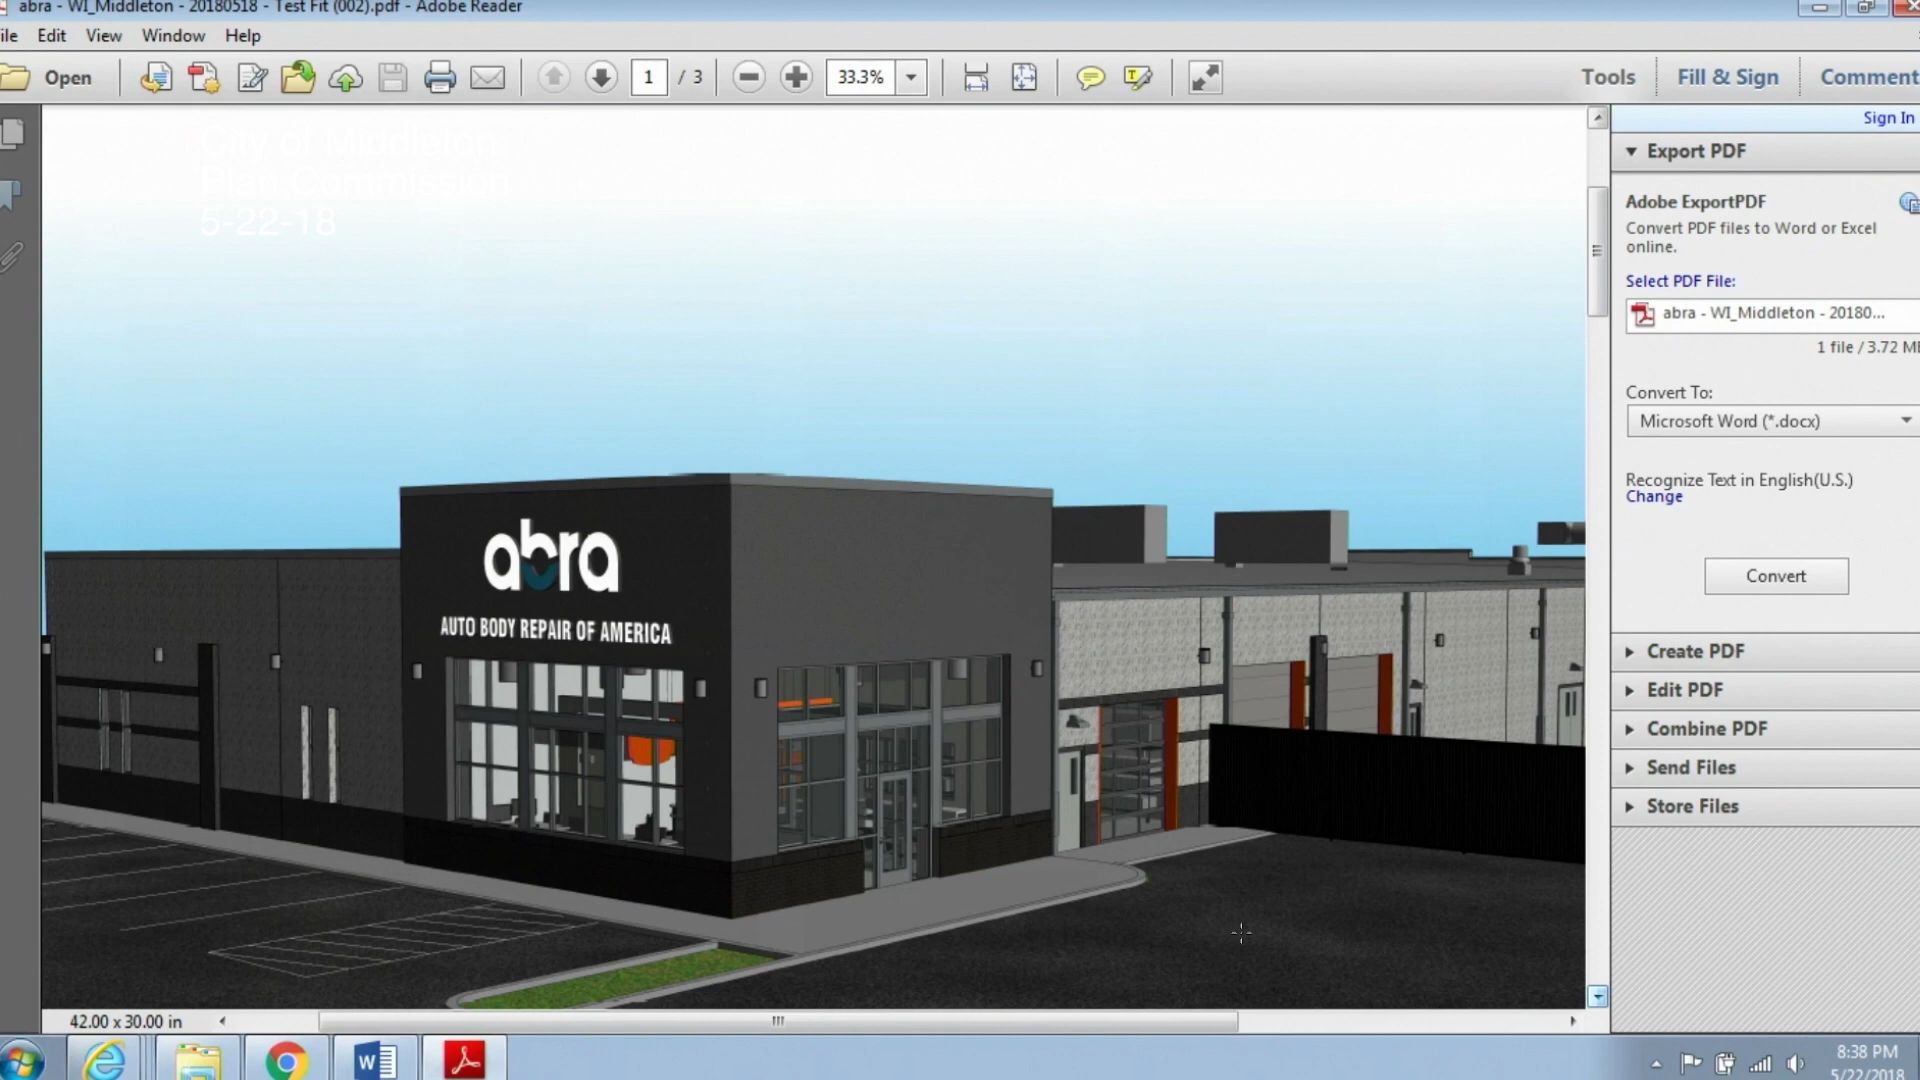 abra - WI_Middleton - 20180518 - Test Fit (002).pdf - Adobe Reader
ile Edit View Window Help
Open 1 / 3 33.3% Tools Fill & Sign Comment
Sign In
City of Middleton
Plan Commission
5-22-18
Export PDF
Adobe ExportPDF
Convert PDF files to Word or Excel
online.
Select PDF File:
abra - WI_Middleton - 20180...
1 file / 3.72 MB
Convert To:
Microsoft Word (*.docx)
Recognize Text in English(U.S.)
Change
Convert
Create PDF
Edit PDF
Combine PDF
Send Files
Store Files
abra
AUTO BODY REPAIR OF AMERICA
42.00 x 30.00 in
8:38 PM
5/22/2018